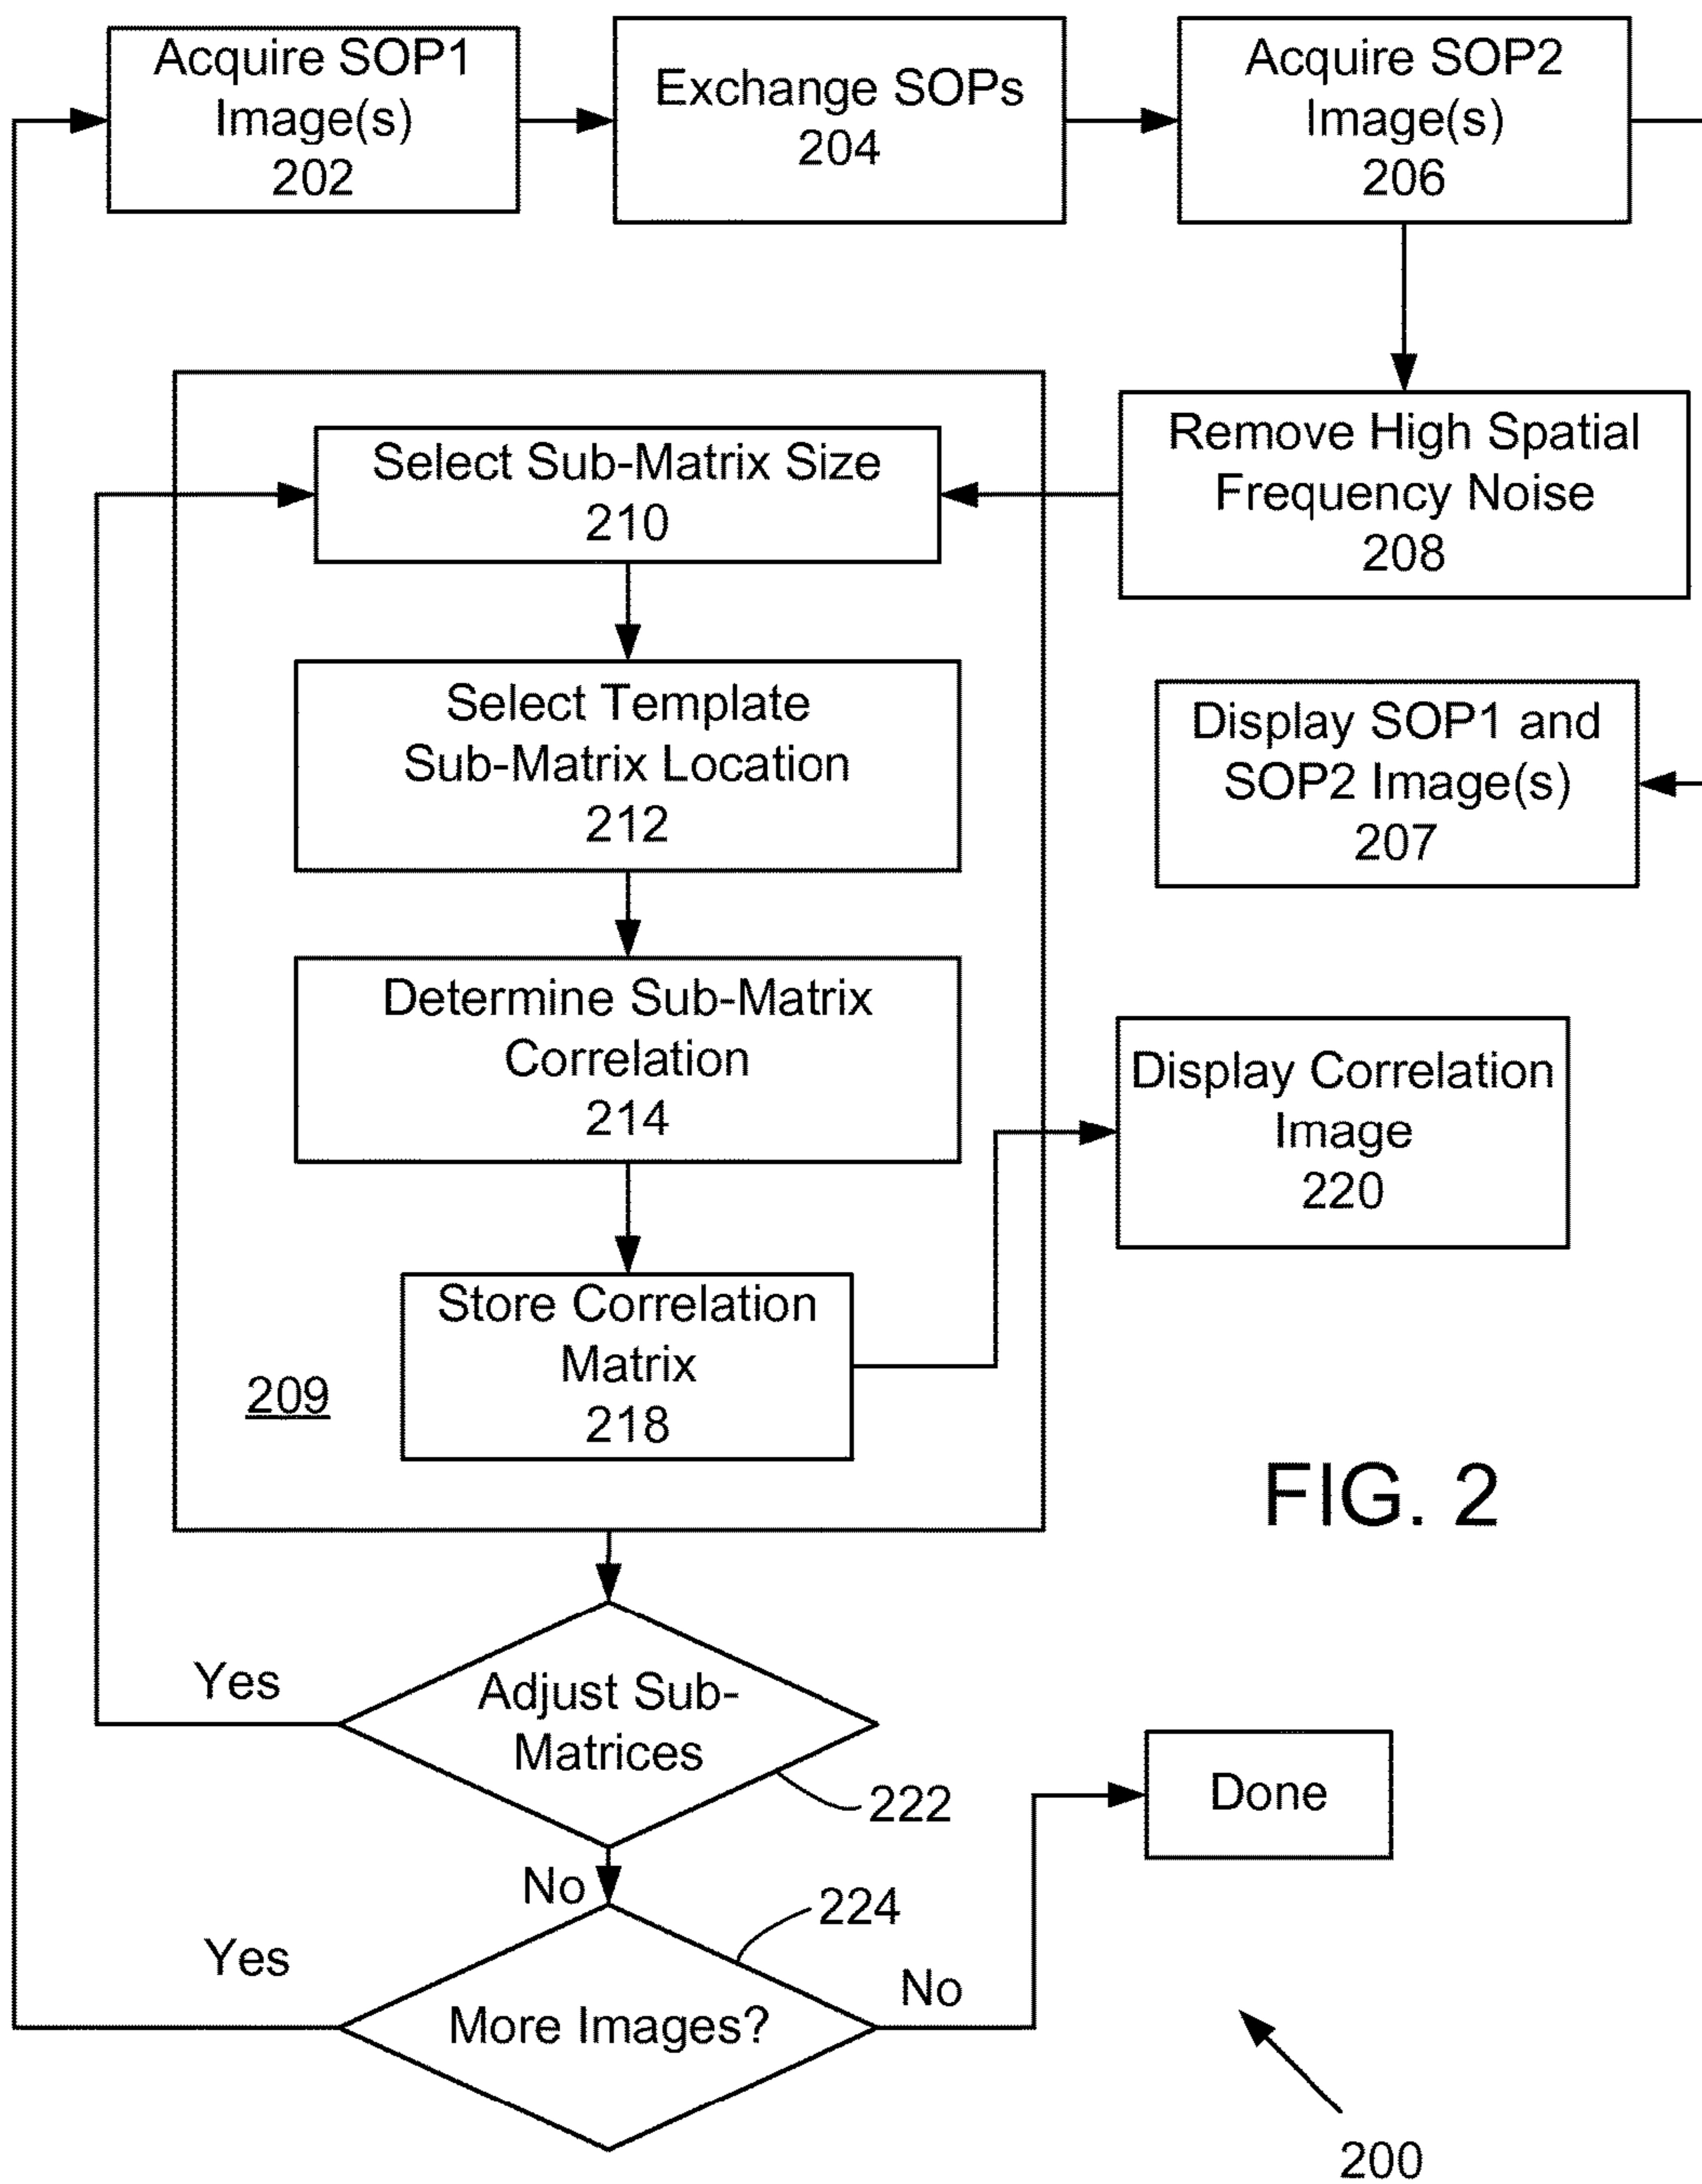 Acquire SOP1
Image(s)
202
Exchange SOPs
204
Acquire SOP2
Image(s)
206
Remove High Spatial
Frequency Noise
208
Select Sub-Matrix Size
210
Select Template
Sub-Matrix Location
212
Display SOP1 and
SOP2 Image(s)
207
Determine Sub-Matrix
Correlation
214
Display Correlation
Image
220
Store Correlation
Matrix
218
209
FIG. 2
Yes
Adjust Sub-
Matrices
222
Done
No
224
Yes
No
More Images?
200